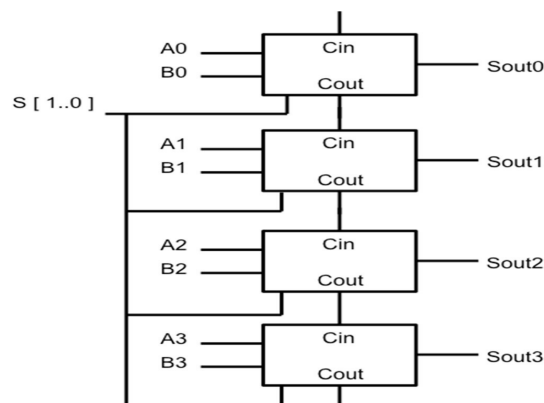 A0
B0
Cin
Cout
Sout0
S [ 1..0 ]
A1
B1
Cin
Cout
Sout1
A2
B2
Cin
Cout
Sout2
A3
B3
Cin
Cout
Sout3